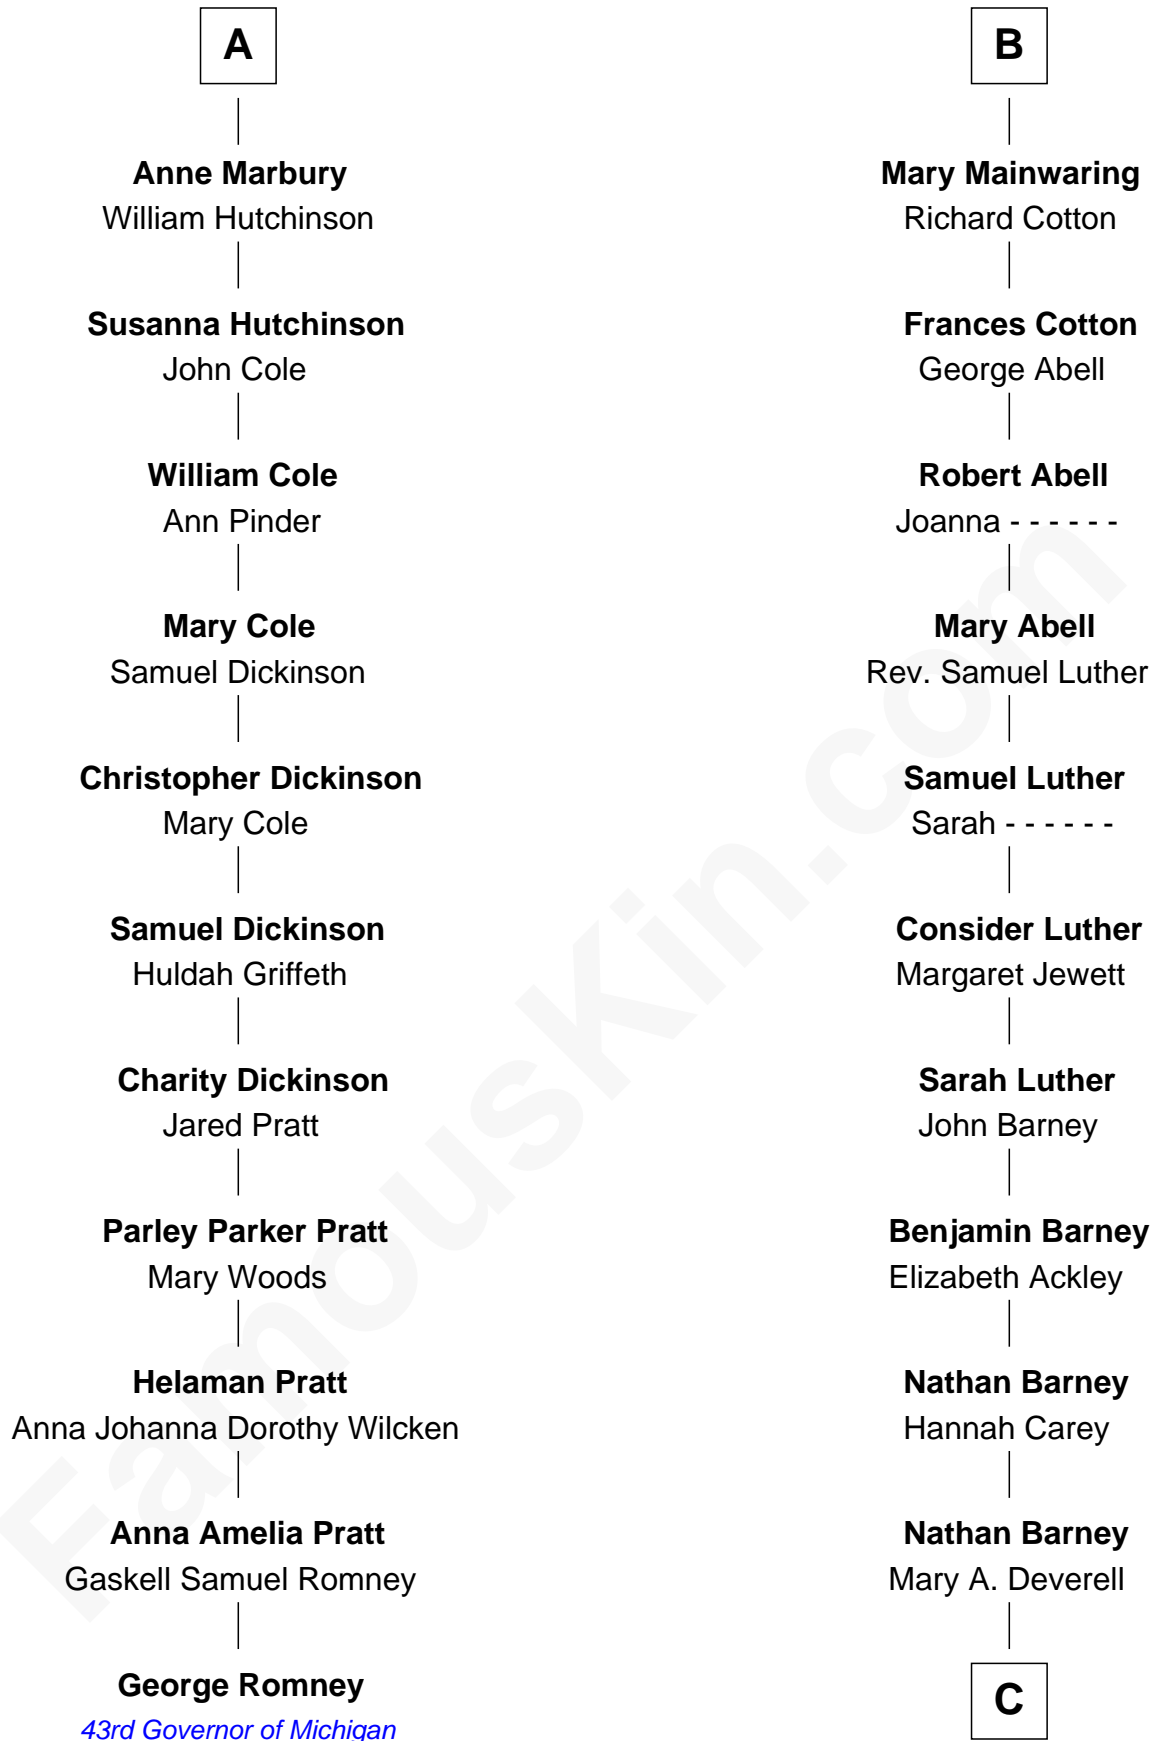 A
Anne Marbury
William Hutchinson
Susanna Hutchinson
John Cole
William Cole
Ann Pinder
Mary Cole
Samuel Dickinson
Christopher Dickinson
Mary Cole
Samuel Dickinson
Huldah Griffeth
Charity Dickinson
Jared Pratt
Parley Parker Pratt
Mary Woods
Helaman Pratt
Anna Johanna Dorothy Wilcken
Anna Amelia Pratt
Gaskell Samuel Romney
George Romney
43rd Governor of Michigan
B
Mary Mainwaring
Richard Cotton
Frances Cotton
George Abell
Robert Abell
Joanna - - - - - -
Mary Abell
Rev. Samuel Luther
Samuel Luther
Sarah - - - - - -
Consider Luther
Margaret Jewett
Sarah Luther
John Barney
Benjamin Barney
Elizabeth Ackley
Nathan Barney
Hannah Carey
Nathan Barney
Mary A. Deverell
C
FamousKin.com